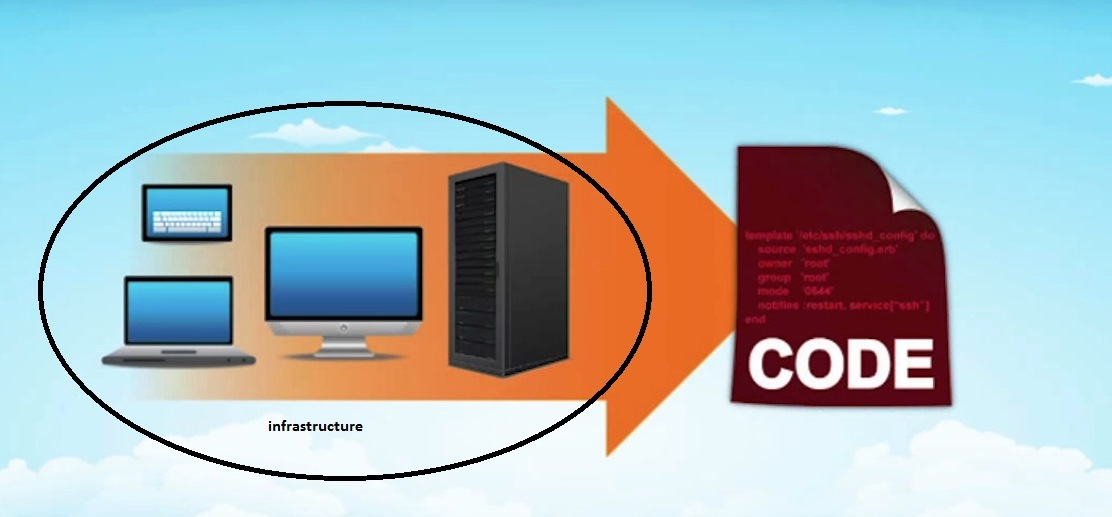 infrastructure
template '/etc/ssh/sshd_config' do
source 'sshd_config.erb'
owner 'root'
group 'root'
mode '0644'
notifies :restart, service["ssh"]
end
CODE